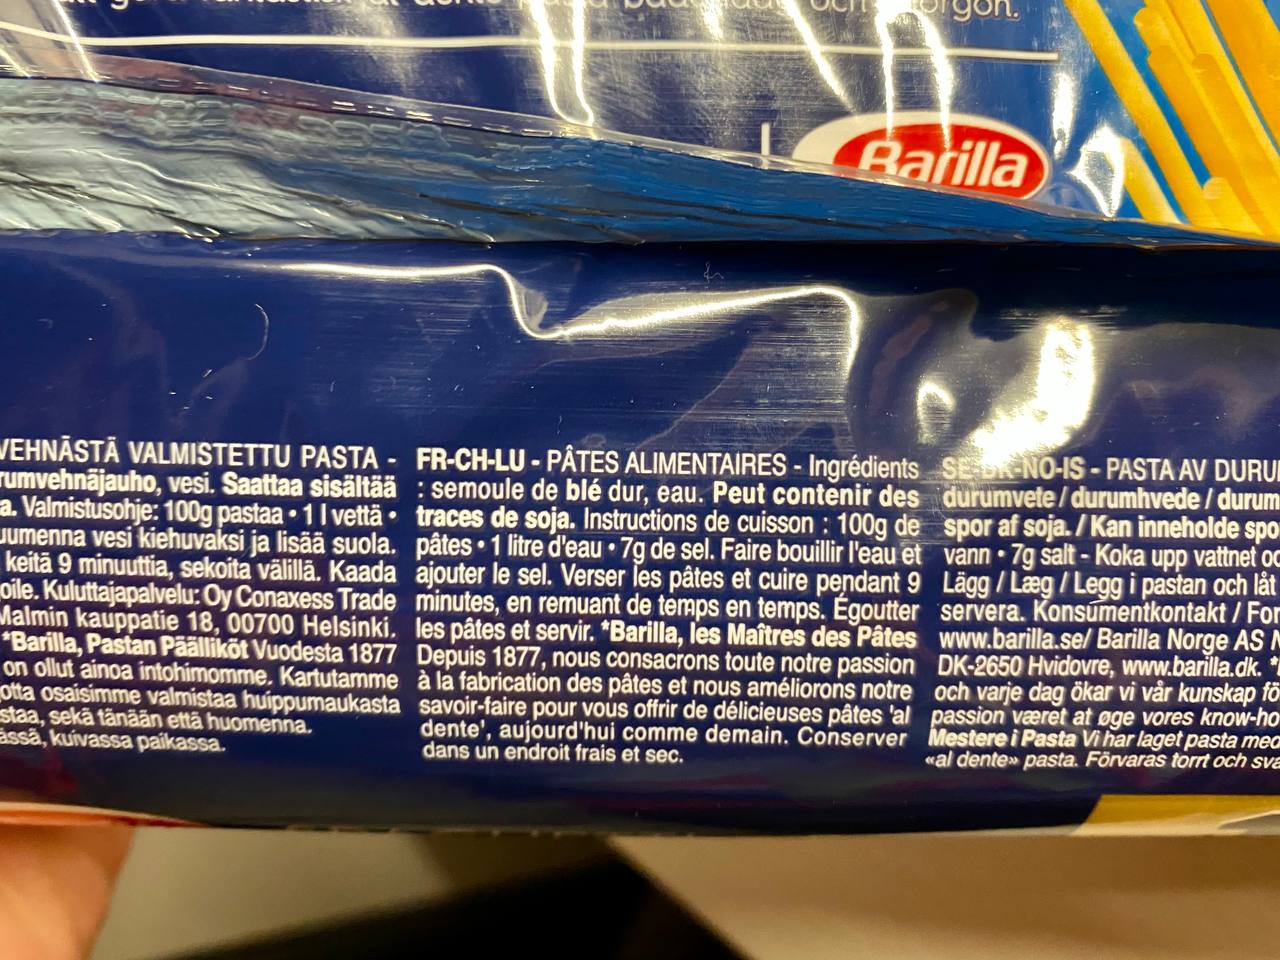 al dente pasta
Barilla
VEHNÄSTÄ VALMISTETTU PASTA -
rumvehnäjauho, vesi. Saattaa sisältää
a. Valmistusohje: 100g pastaa • 1 l vettä •
uumenna vesi kiehuvaksi ja lisää suola.
keitä 9 minuuttia, sekoita välillä. Kaada
oile. Kuluttajapalvelu: Oy Conaxess Trade
Malmin kauppatie 18, 00700 Helsinki.
*Barilla, Pastan Päälliköt Vuodesta 1877
on ollut ainoa intohimomme. Kartutamme
otta osaisimme valmistaa huippumaukasta
staa, sekä tänään että huomenna.
ässä, kuivassa paikassa.
FR-CH-LU - PÂTES ALIMENTAIRES - Ingrédients
: semoule de blé dur, eau. Peut contenir des
traces de soja. Instructions de cuisson : 100g de
pâtes • 1 litre d'eau • 7g de sel. Faire bouillir l'eau et
ajouter le sel. Verser les pâtes et cuire pendant 9
minutes, en remuant de temps en temps. Égoutter
les pâtes et servir. *Barilla, les Maîtres des Pâtes
Depuis 1877, nous consacrons toute notre passion
à la fabrication des pâtes et nous améliorons notre
savoir-faire pour vous offrir de délicieuses pâtes 'al
dente', aujourd'hui comme demain. Conserver
dans un endroit frais et sec.
SE-DK-NO-IS - PASTA AV DURU
durumvete / durumhvede / durum
spor af soja. / Kan inneholde spo
vann • 7g salt - Koka upp vattnet oc
Lägg / Læg / Legg i pastan och låt
servera. Konsumentkontakt / For
www.barilla.se/ Barilla Norge AS N
DK-2650 Hvidovre, www.barilla.dk. *
och varje dag ökar vi vår kunskap fö
passion været at øge vores know-ho
Mestere i Pasta Vi har laget pasta med
«al dente» pasta. Förvaras torrt och sva